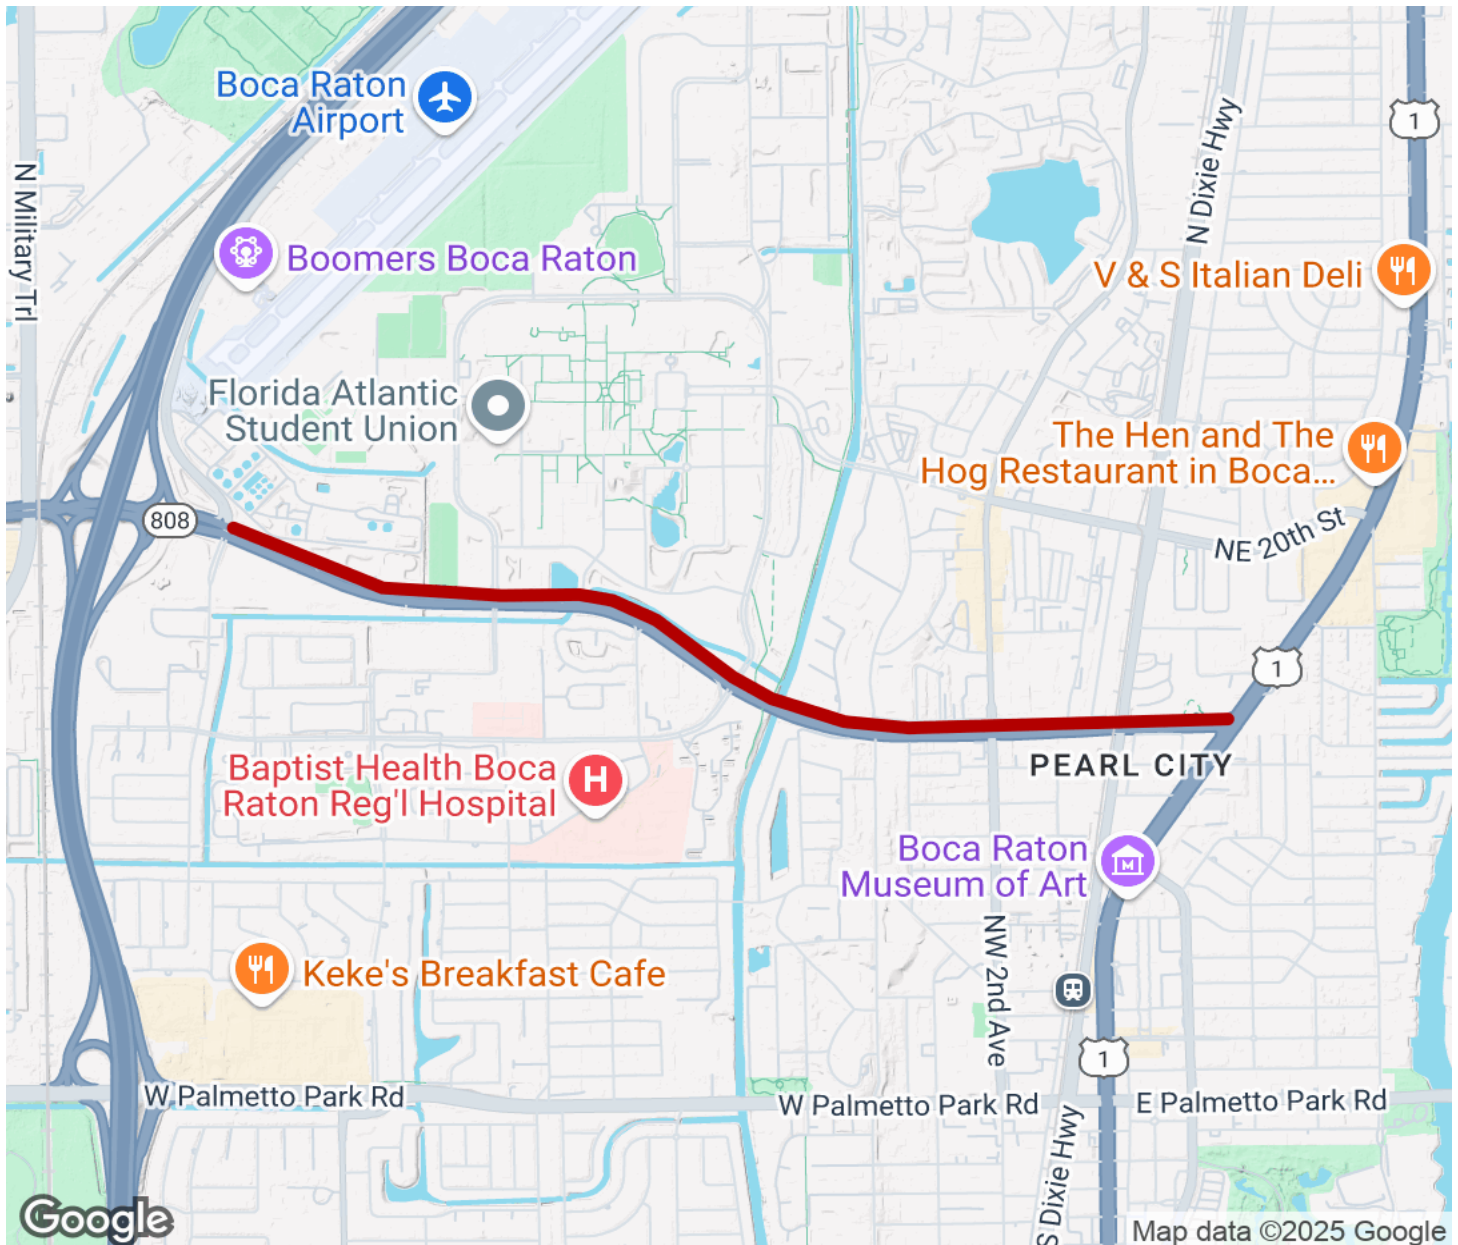 Boca Raton
Airport
1
N Military Trl
N Dixie Hwy
Boomers Boca Raton
V & S Italian Deli
Florida Atlantic
Student Union
The Hen and The
Hog Restaurant in Boca...
808
NE 20th St
1
PEARL CITY
Baptist Health Boca
Raton Reg'l Hospital
H
Boca Raton
Museum of Art
M
NW 2nd Ave
Keke's Breakfast Cafe
1
W Palmetto Park Rd
W Palmetto Park Rd
E Palmetto Park Rd
S Dixie Hwy
Google
Map data ©2025 Google